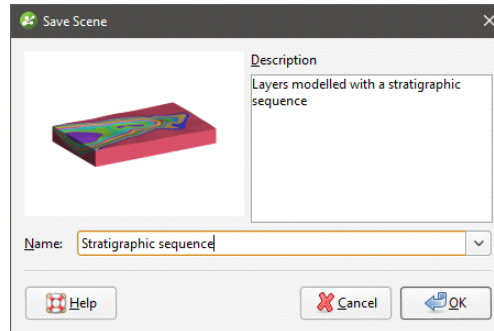 Save Scene
Description
Layers modelled with a stratigraphic
sequence
Name: Stratigraphic sequence
Help
Cancel
OK